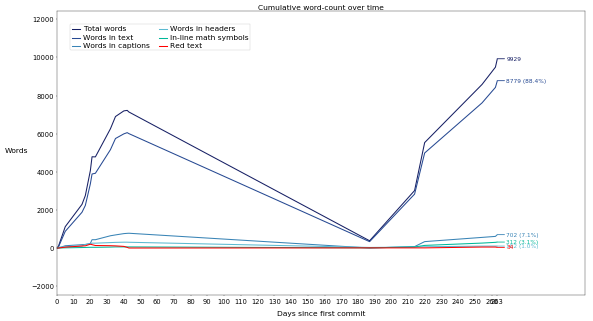 Cumulative word-count over time
Total words
Words in text
Words in captions
Words in headers
In-line math symbols
Red text
12000
10000
8000
6000
4000
2000
0
−2000
Words
9929
8779 (88.4%)
702 (7.1%)
312 (3.1%)
0 10 20 30 40 50 60 70 80 90 100 110 120 130 140 150 160 170 180 190 200 210 220 230 240 250 260 263
Days since first commit